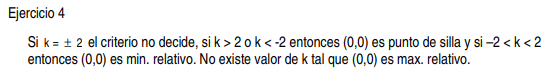 Ejercicio 4
Si k = ± 2 el criterio no decide, si k > 2 o k < -2 entonces (0,0) es punto de silla y si –2 < k < 2
entonces (0,0) es min. relativo. No existe valor de k tal que (0,0) es max. relativo.